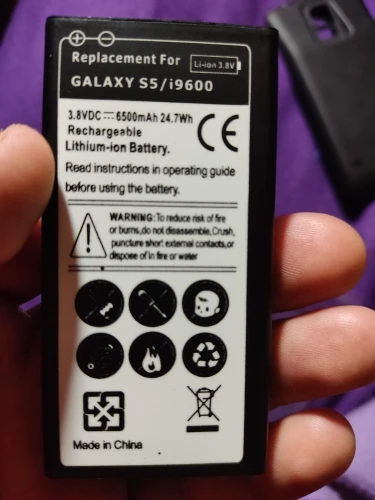 Replacement For
Li-ion 3.8V
GALAXY S5/i9600
3.8VDC 6500mAh 24.7Wh
Rechargeable
Lithium-ion Battery.
CE
Read instructions in operating guide
before using the battery.
WARNING: To reduce risk of fire
or burns,do not disassemble,Crush,
puncture short external contacts,or
dispose of in fire or water
Made in China